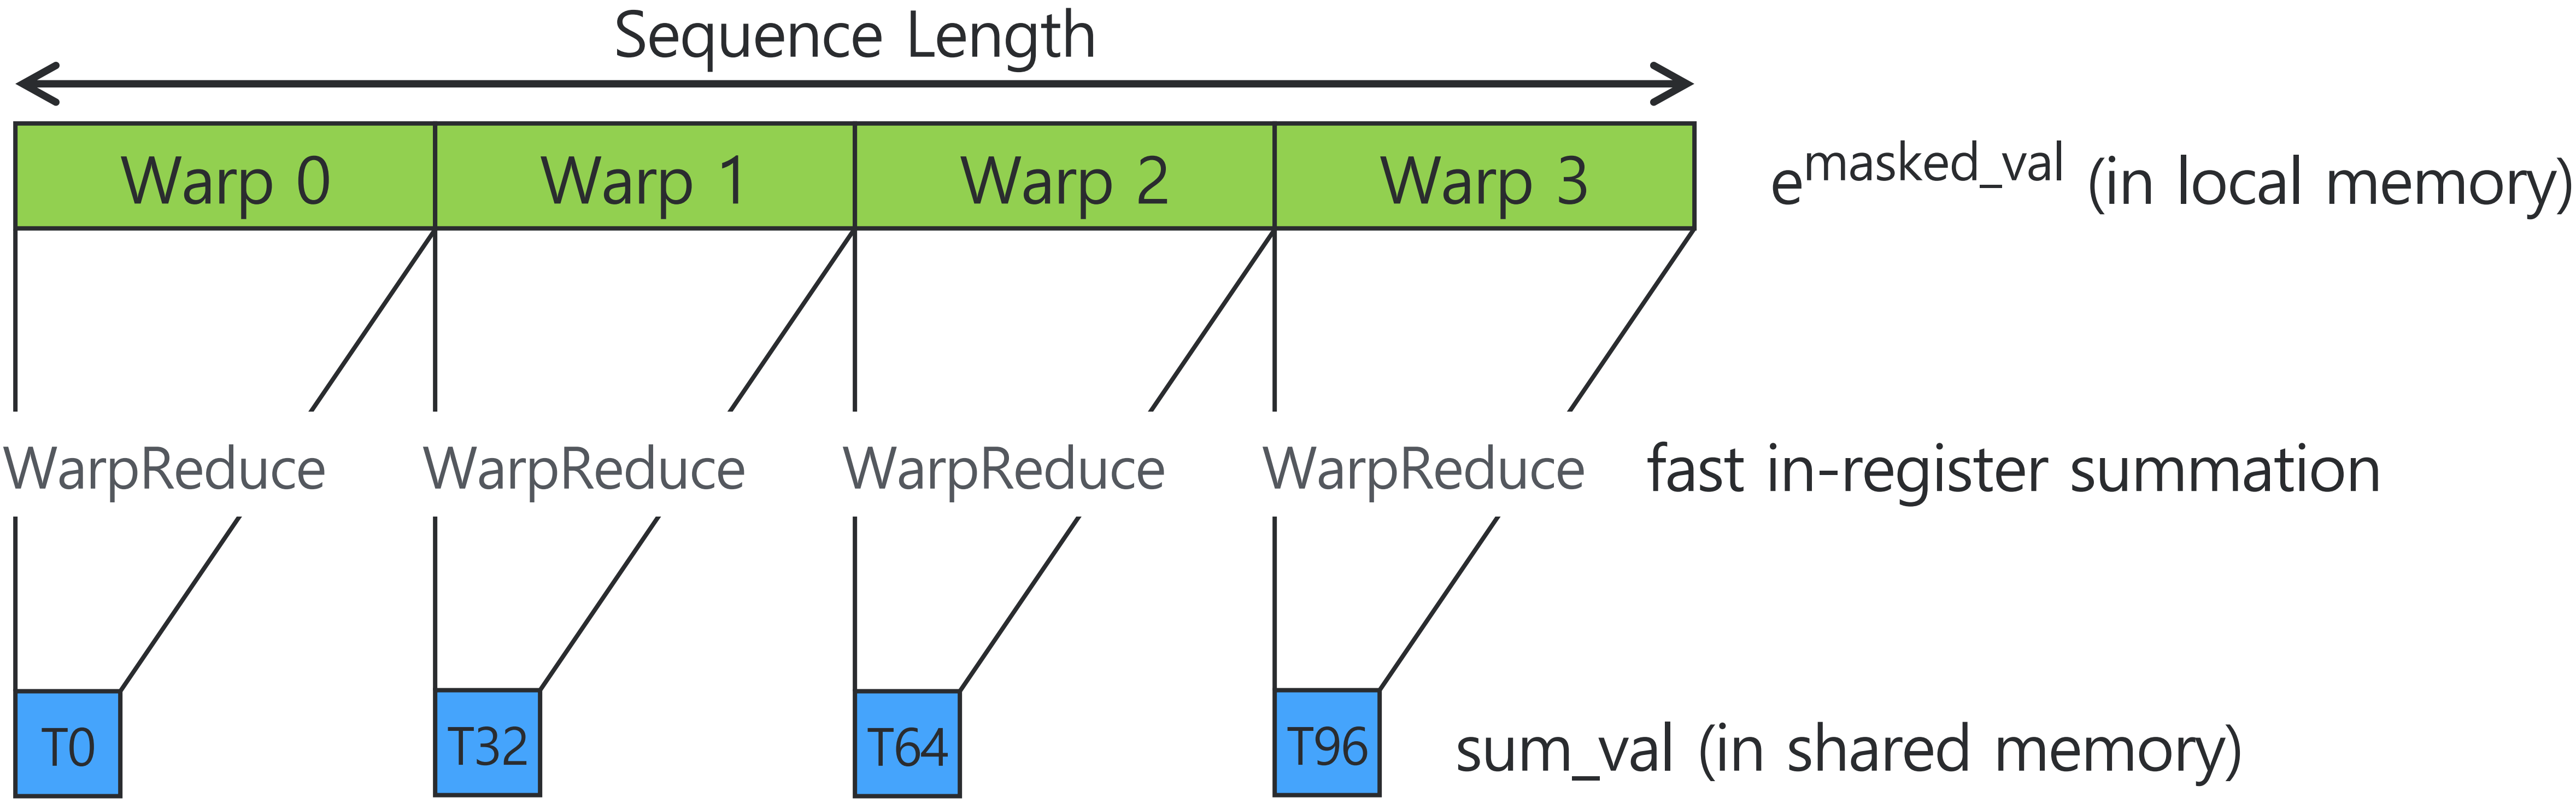 Sequence Length
Warp 0 Warp 1 Warp 2 Warp 3 e^masked_val (in local memory)
WarpReduce WarpReduce WarpReduce WarpReduce fast in-register summation
T0 T32 T64 T96 sum_val (in shared memory)